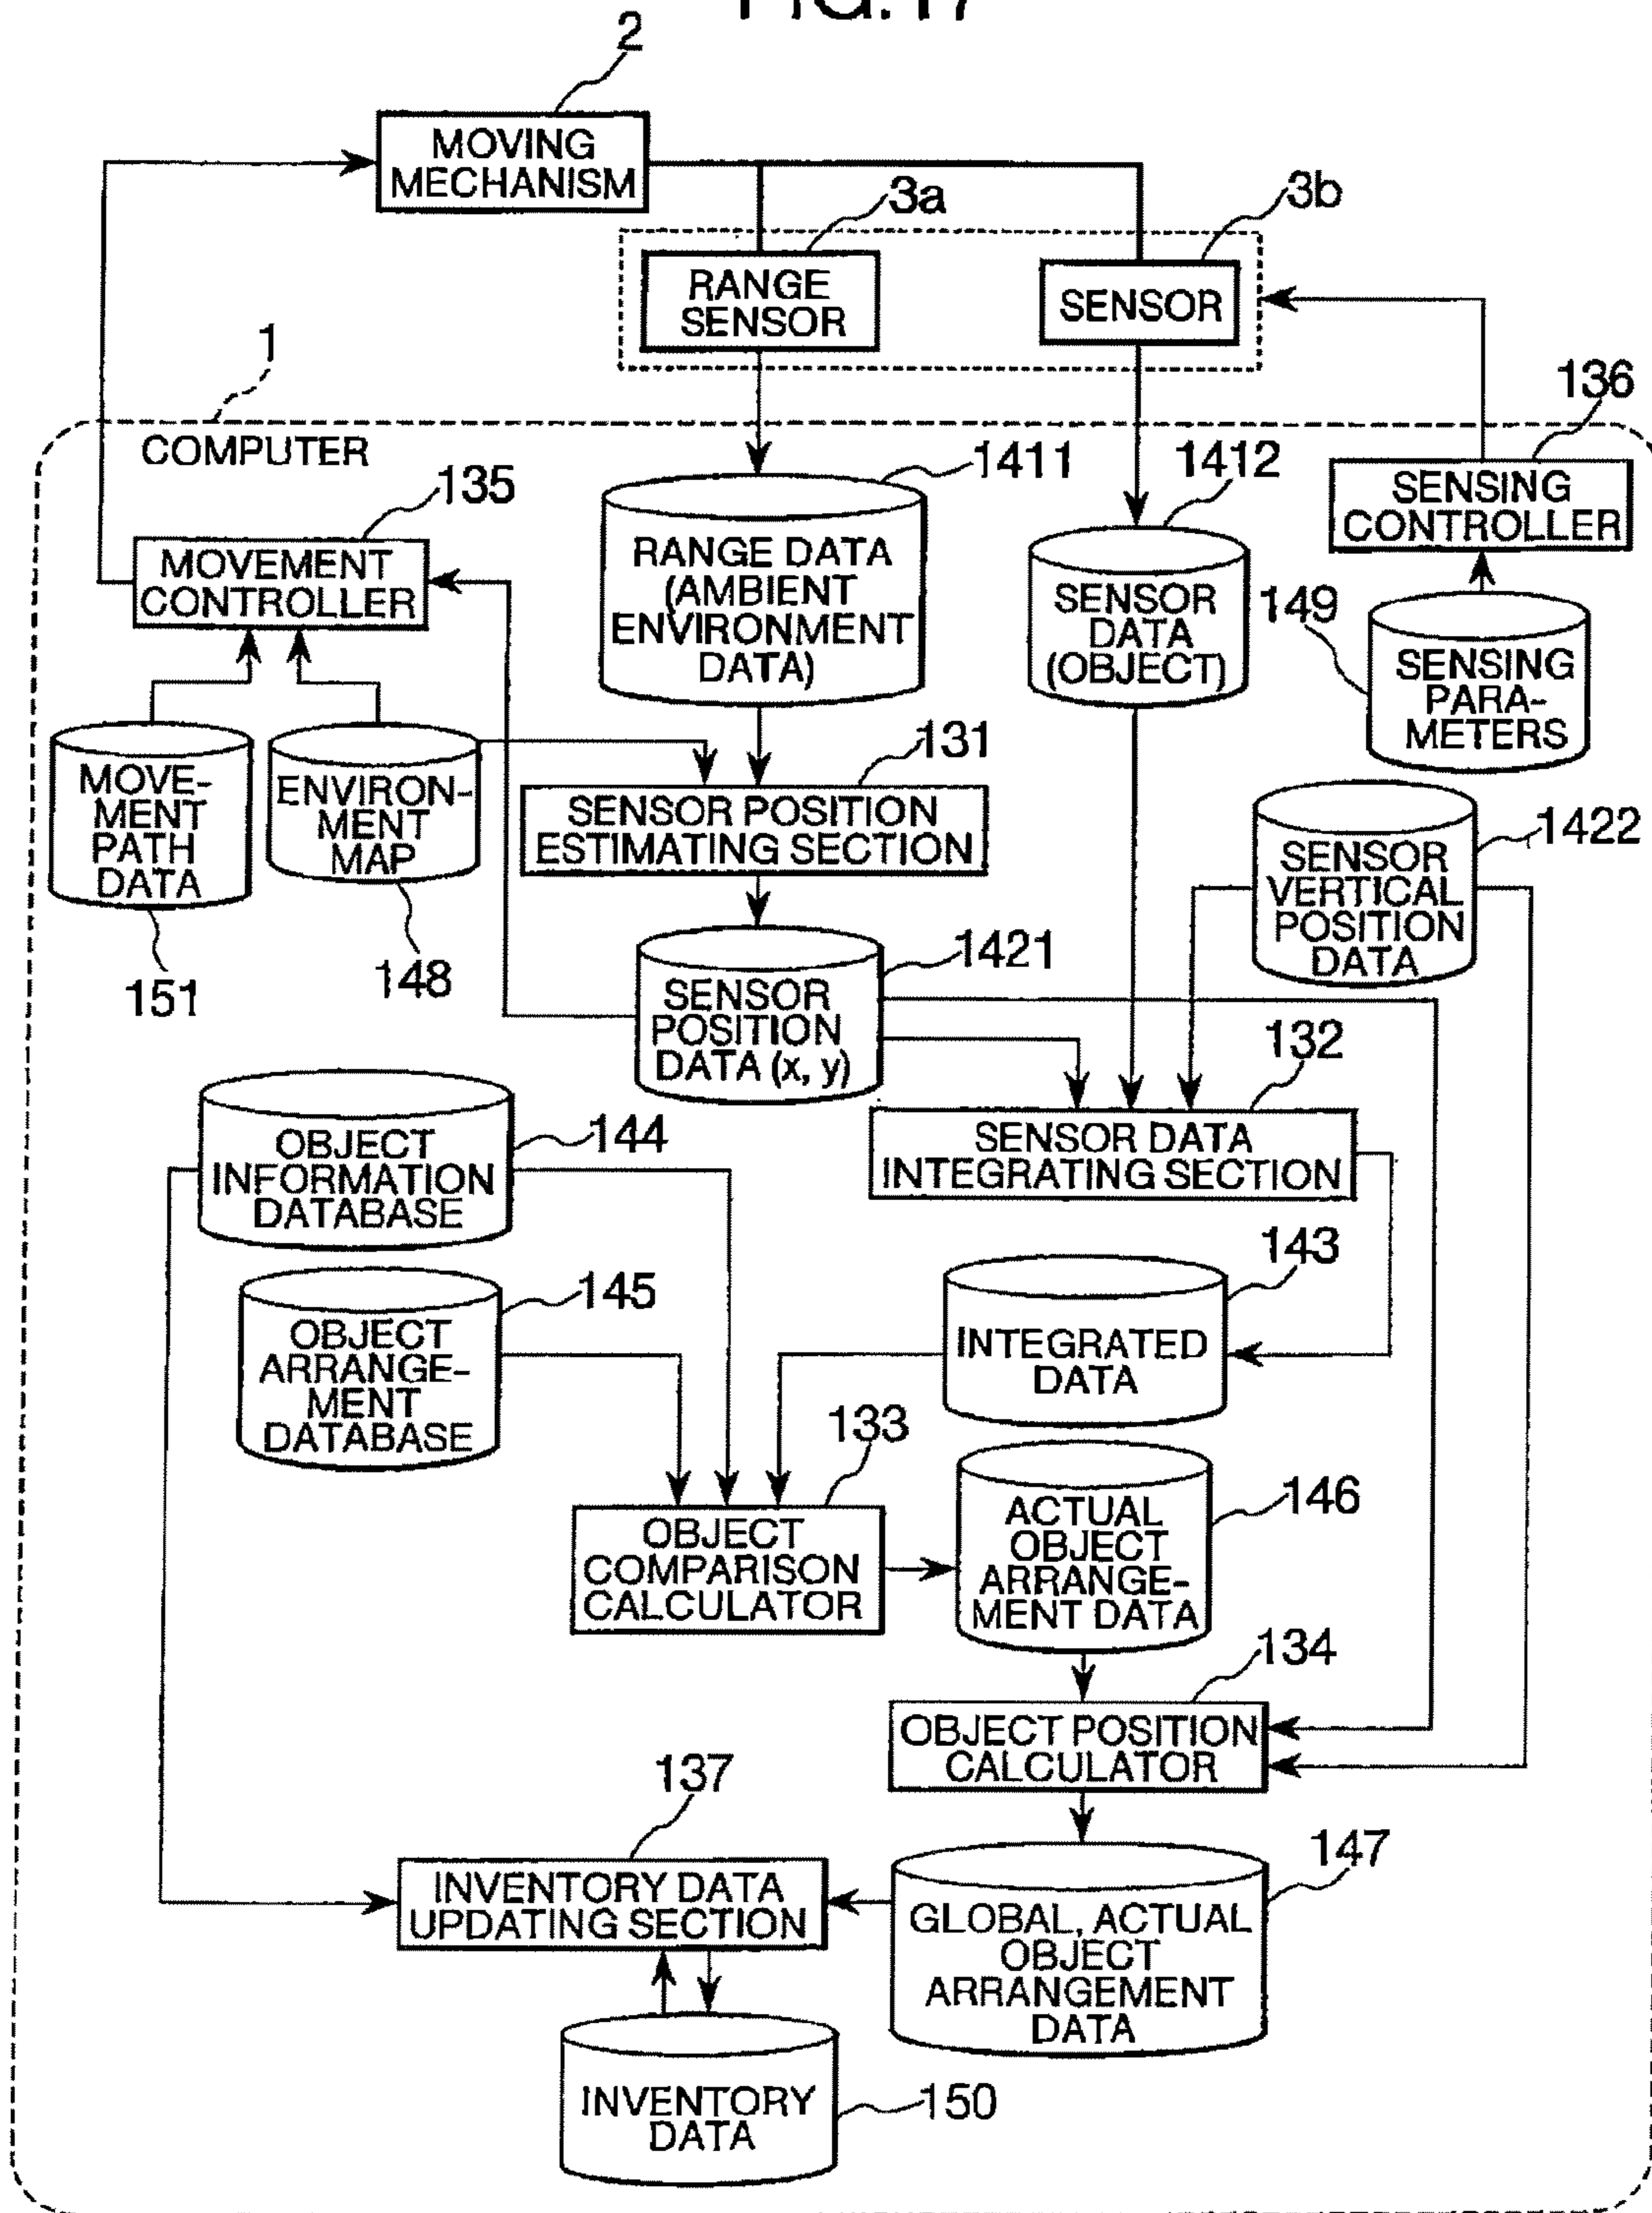 FIG.17
2
MOVING
MECHANISM
3a
3b
RANGE
SENSOR
SENSOR
1
136
COMPUTER
1411
1412
SENSING
CONTROLLER
135
MOVEMENT
CONTROLLER
RANGE DATA
(AMBIENT
ENVIRONMENT
DATA)
SENSOR
DATA
(OBJECT)
149
SENSING
PARA-
METERS
131
MOVE-
MENT
PATH
DATA
ENVIRON-
MENT
MAP
SENSOR POSITION
ESTIMATING SECTION
1422
SENSOR
VERTICAL
POSITION
DATA
151
148
1421
SENSOR
POSITION
DATA (x, y)
132
144
OBJECT
INFORMATION
DATABASE
SENSOR DATA
INTEGRATING SECTION
143
145
OBJECT
ARRANGE-
MENT
DATABASE
INTEGRATED
DATA
133
146
OBJECT
COMPARISON
CALCULATOR
ACTUAL
OBJECT
ARRANGE-
MENT DATA
134
OBJECT POSITION
CALCULATOR
137
147
INVENTORY DATA
UPDATING SECTION
GLOBAL, ACTUAL
OBJECT
ARRANGEMENT
DATA
INVENTORY
DATA
150